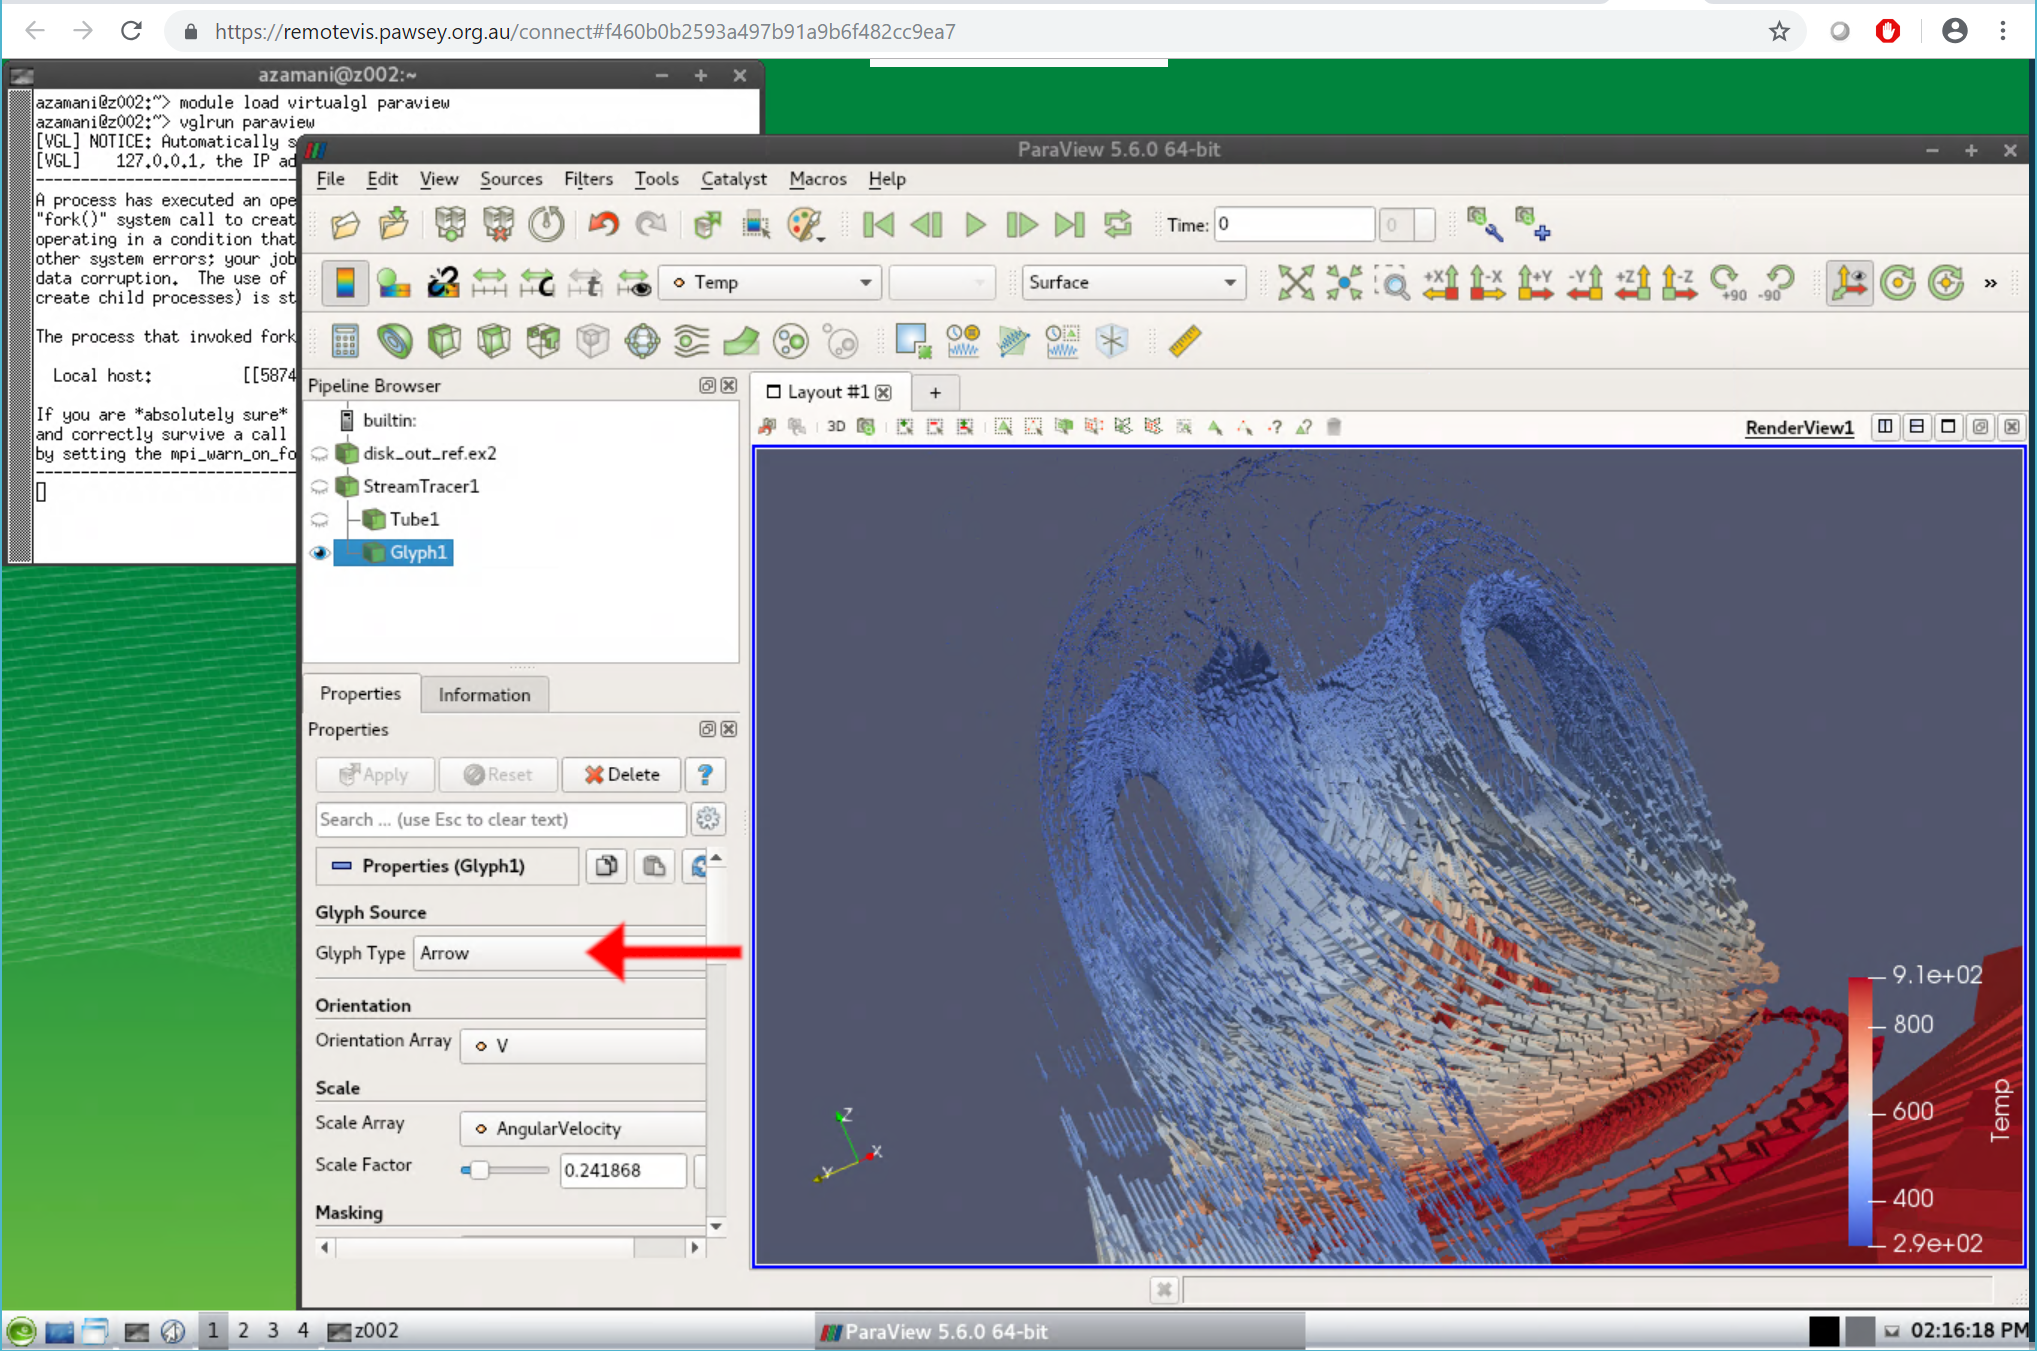 https://remotevis.pawsey.org.au/connect#f460b0b2593a497b91a9b6f482cc9ea7
azamani@z002:~
azamani@z002:~> module load virtualgl paraview
azamani@z002:~> vglrun paraview
[VGL] NOTICE: Automatically s
[VGL]    127.0.0.1, the IP ad
A process has executed an ope
"fork()" system call to creat
operating in a condition that
other system errors; your job
data corruption.  The use of
create child processes) is st
The process that invoked fork
Local host:          [[5874
If you are *absolutely sure*
and correctly survive a call
by setting the mpi_warn_on_fo
ParaView 5.6.0 64-bit
File Edit View Sources Filters Tools Catalyst Macros Help
Time: 0 0
Temp Surface +X -X +Y -Y +Z -Z +90 -90 »
Pipeline Browser
Layout #1 +
builtin:
3D RenderView1
disk_out_ref.ex2
StreamTracer1
Tube1
Glyph1
Properties Information
Properties
Apply Reset Delete ?
Search ... (use Esc to clear text)
Properties (Glyph1)
Glyph Source
Glyph Type Arrow
Orientation
Orientation Array V
Scale
Scale Array AngularVelocity
Scale Factor 0.241868
Masking
Z
X
Y
9.1e+02
800
600
400
2.9e+02
Temp
1 2 3 4 z002 ParaView 5.6.0 64-bit 02:16:18 PM